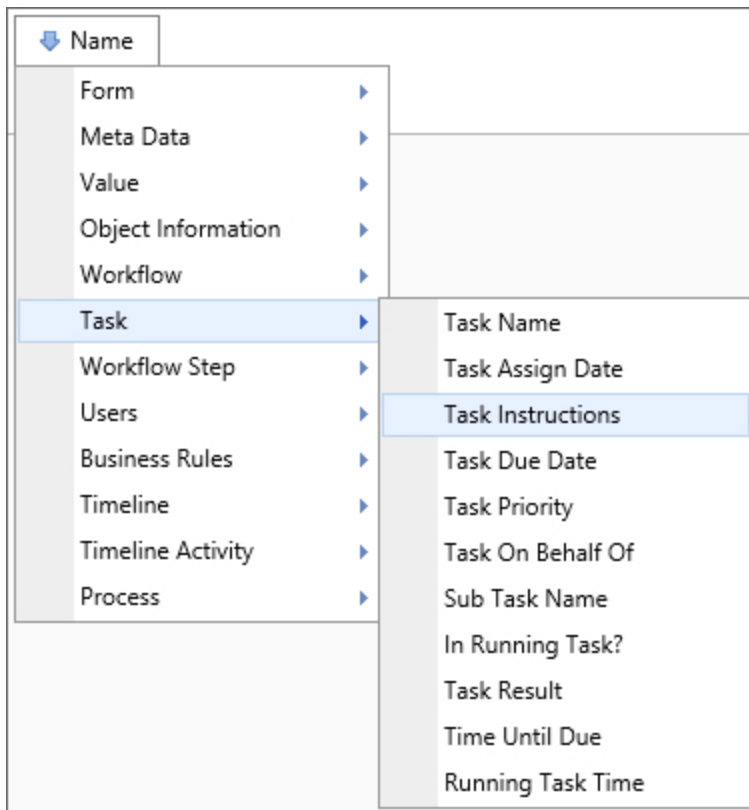 Name
Form
Meta Data
Value
Object Information
Workflow
Task
Workflow Step
Users
Business Rules
Timeline
Timeline Activity
Process
Task Name
Task Assign Date
Task Instructions
Task Due Date
Task Priority
Task On Behalf Of
Sub Task Name
In Running Task?
Task Result
Time Until Due
Running Task Time